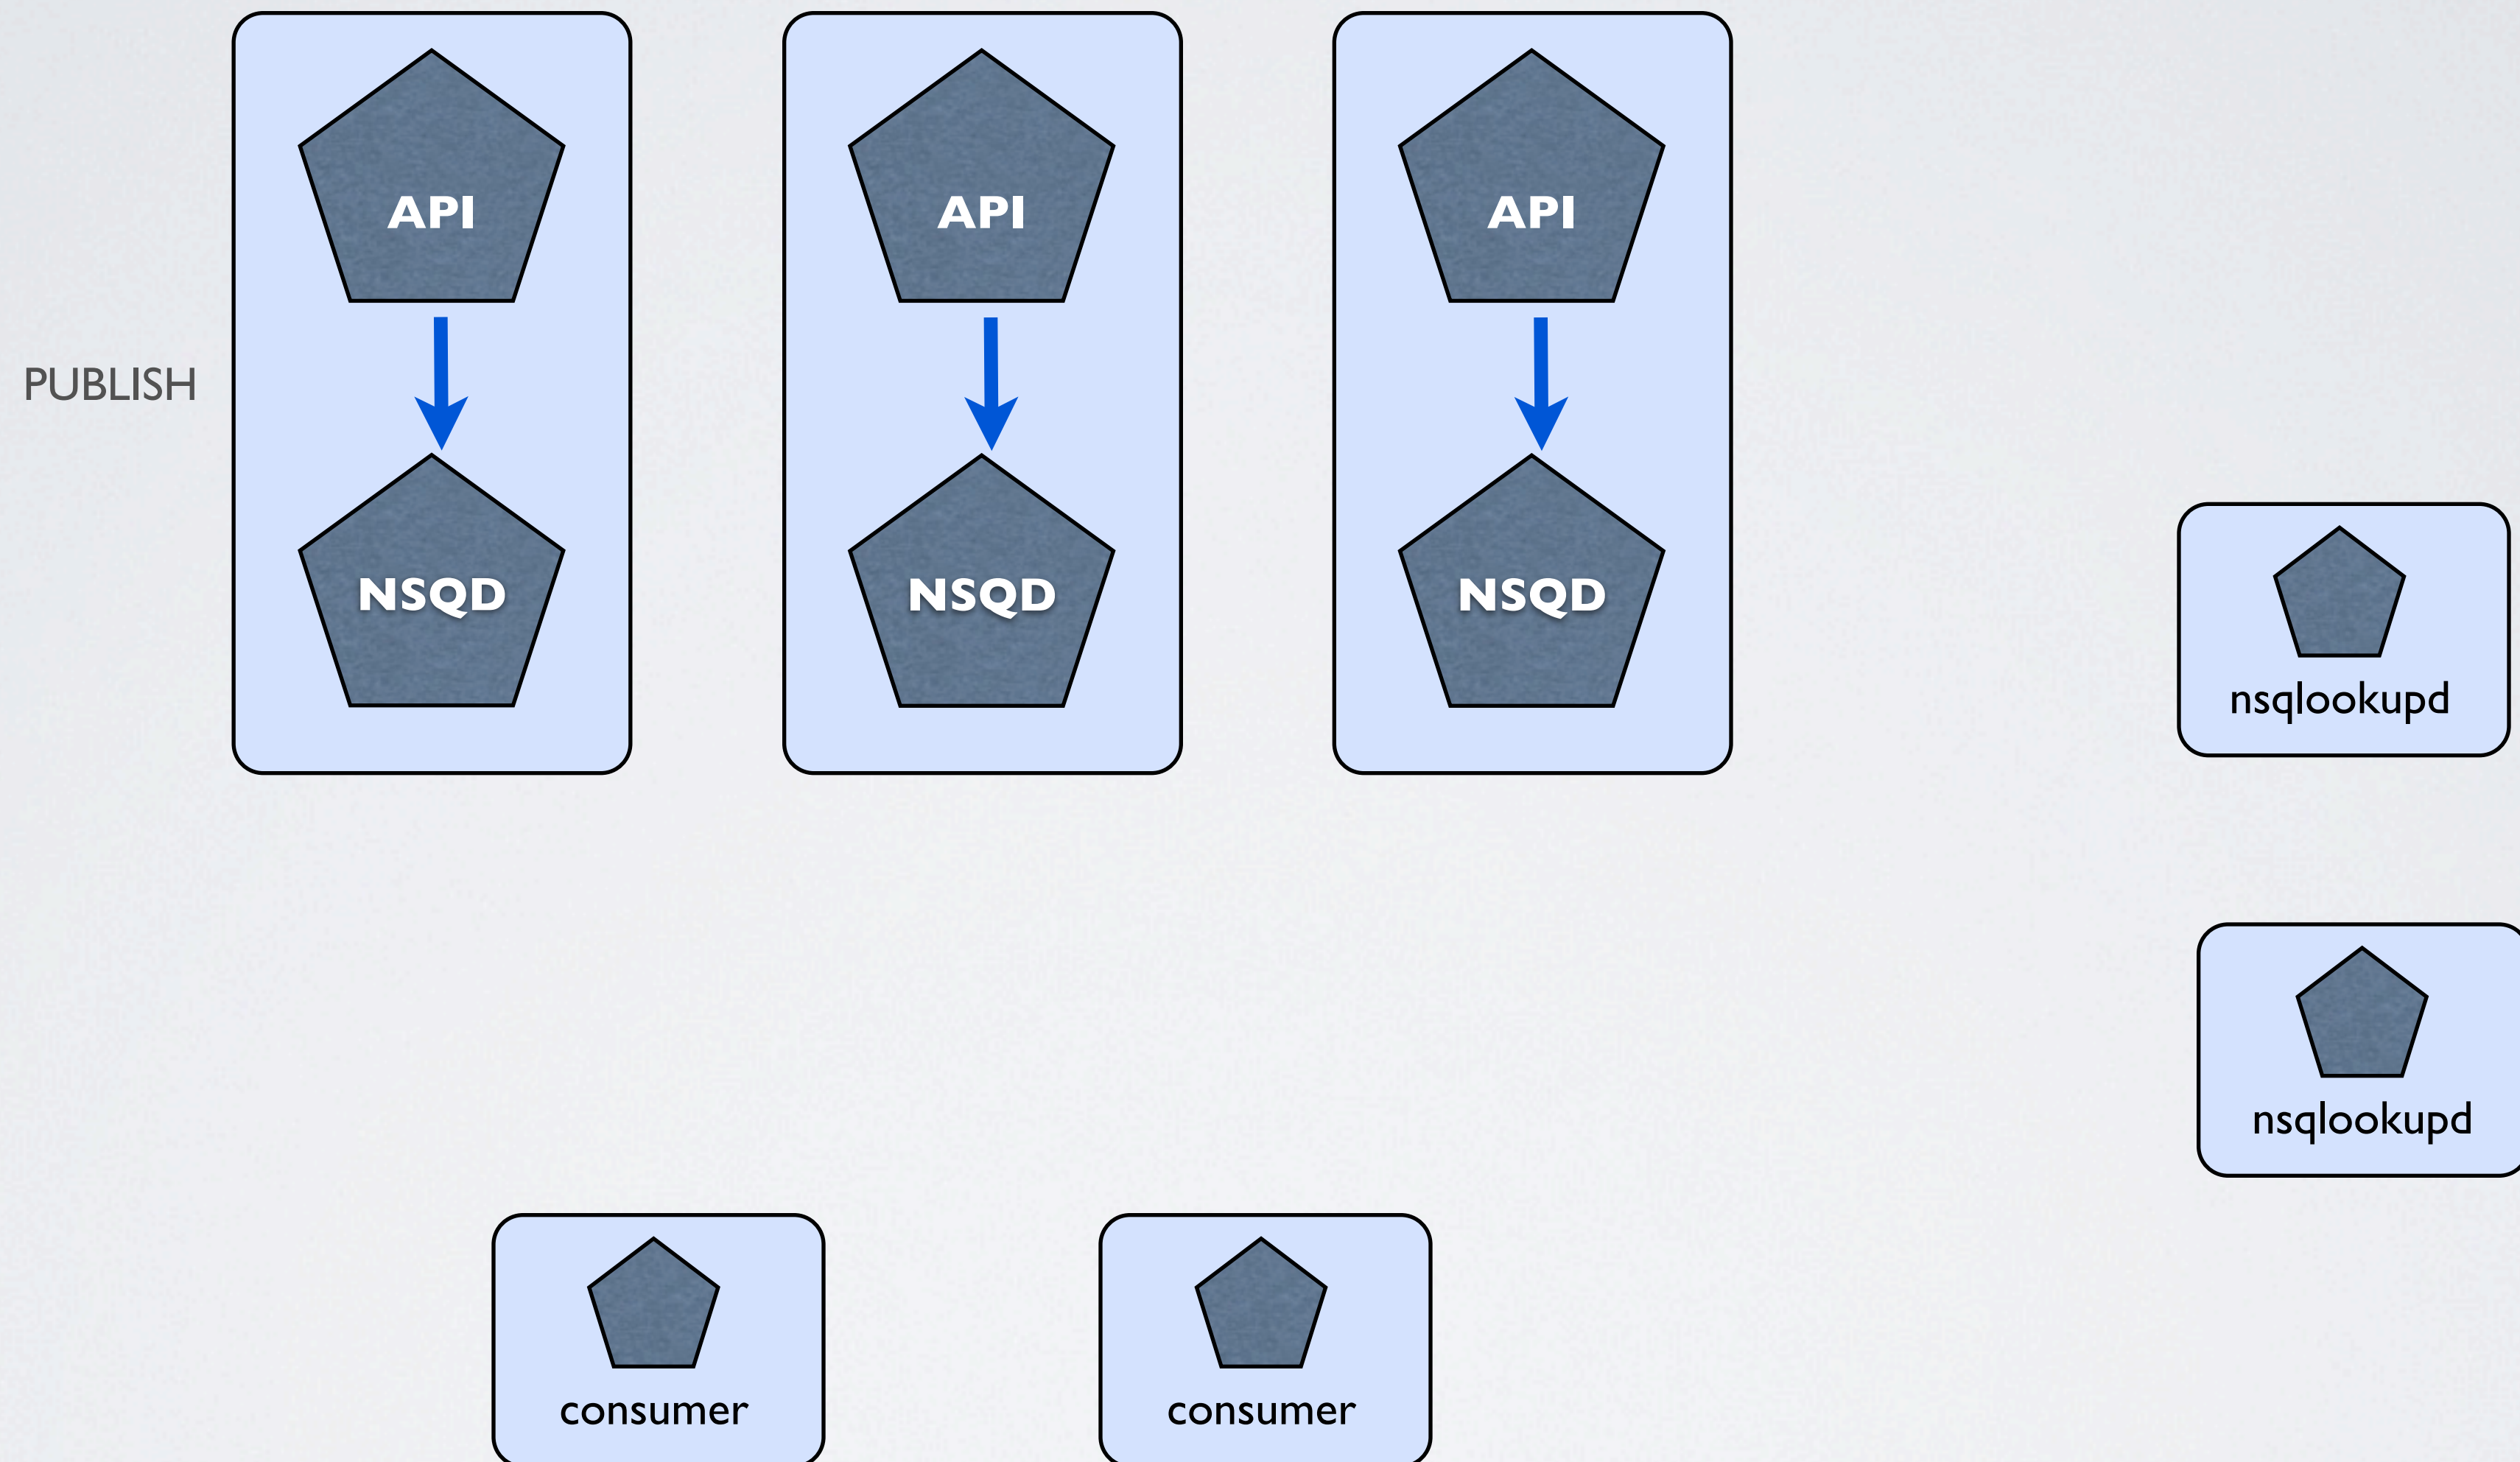 API
API
API
PUBLISH
NSQD
NSQD
NSQD
nsqlookupd
nsqlookupd
consumer
consumer